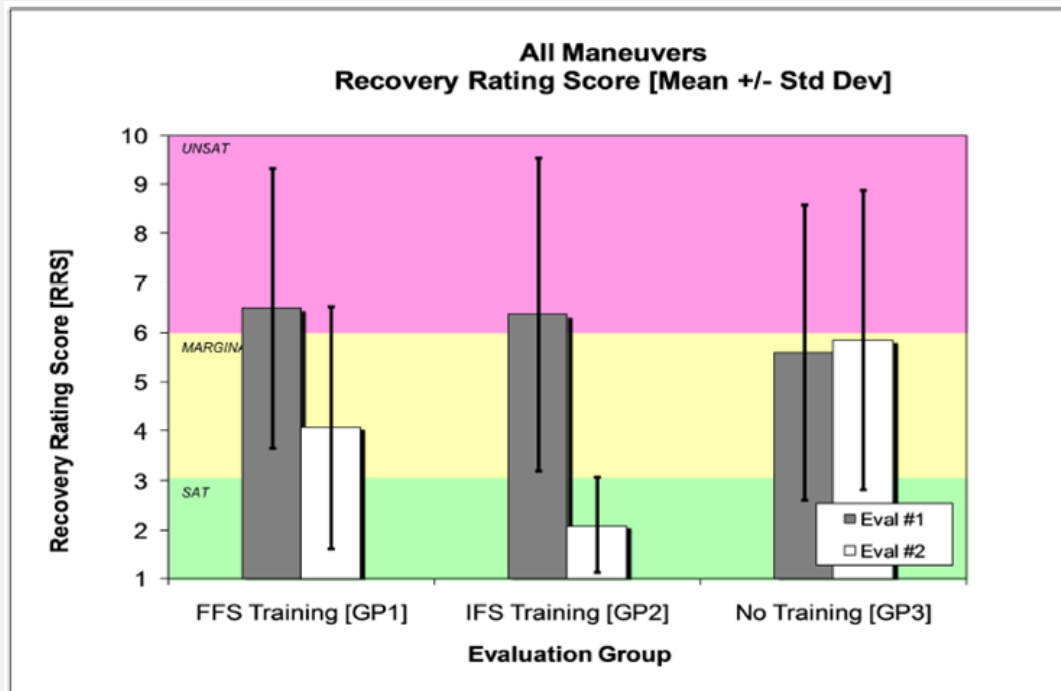 All Maneuvers
Recovery Rating Score [Mean +/- Std Dev]
Recovery Rating Score [RRS]
10
9
8
7
6
5
4
3
2
1
UNSAT
MARGINA
SAT
Eval #1
Eval #2
FFS Training [GP1]
IFS Training [GP2]
No Training [GP3]
Evaluation Group